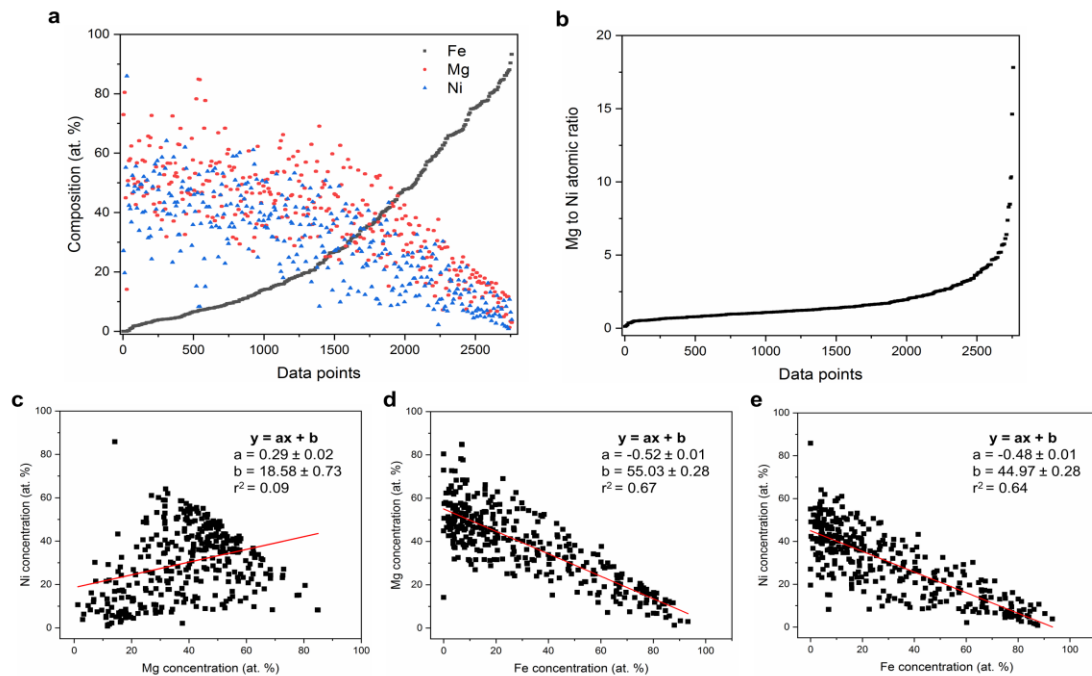 a
Composition (at. %)
100
80
60
40
20
0
Fe
Mg
Ni
0 500 1000 1500 2000 2500
Data points
b
Mg to Ni atomic ratio
20
15
10
5
0
0 500 1000 1500 2000 2500
Data points
c
Ni concentration (at. %)
100
80
60
40
20
0
y = ax + b
a = 0.29 ± 0.02
b = 18.58 ± 0.73
r² = 0.09
0 20 40 60 80 100
Mg concentration (at. %)
d
Mg concentration (at. %)
100
80
60
40
20
0
y = ax + b
a = -0.52 ± 0.01
b = 55.03 ± 0.28
r² = 0.67
0 20 40 60 80 100
Fe concentration (at. %)
e
Ni concentration (at. %)
100
80
60
40
20
0
y = ax + b
a = -0.48 ± 0.01
b = 44.97 ± 0.28
r² = 0.64
0 20 40 60 80 100
Fe concentration (at. %)